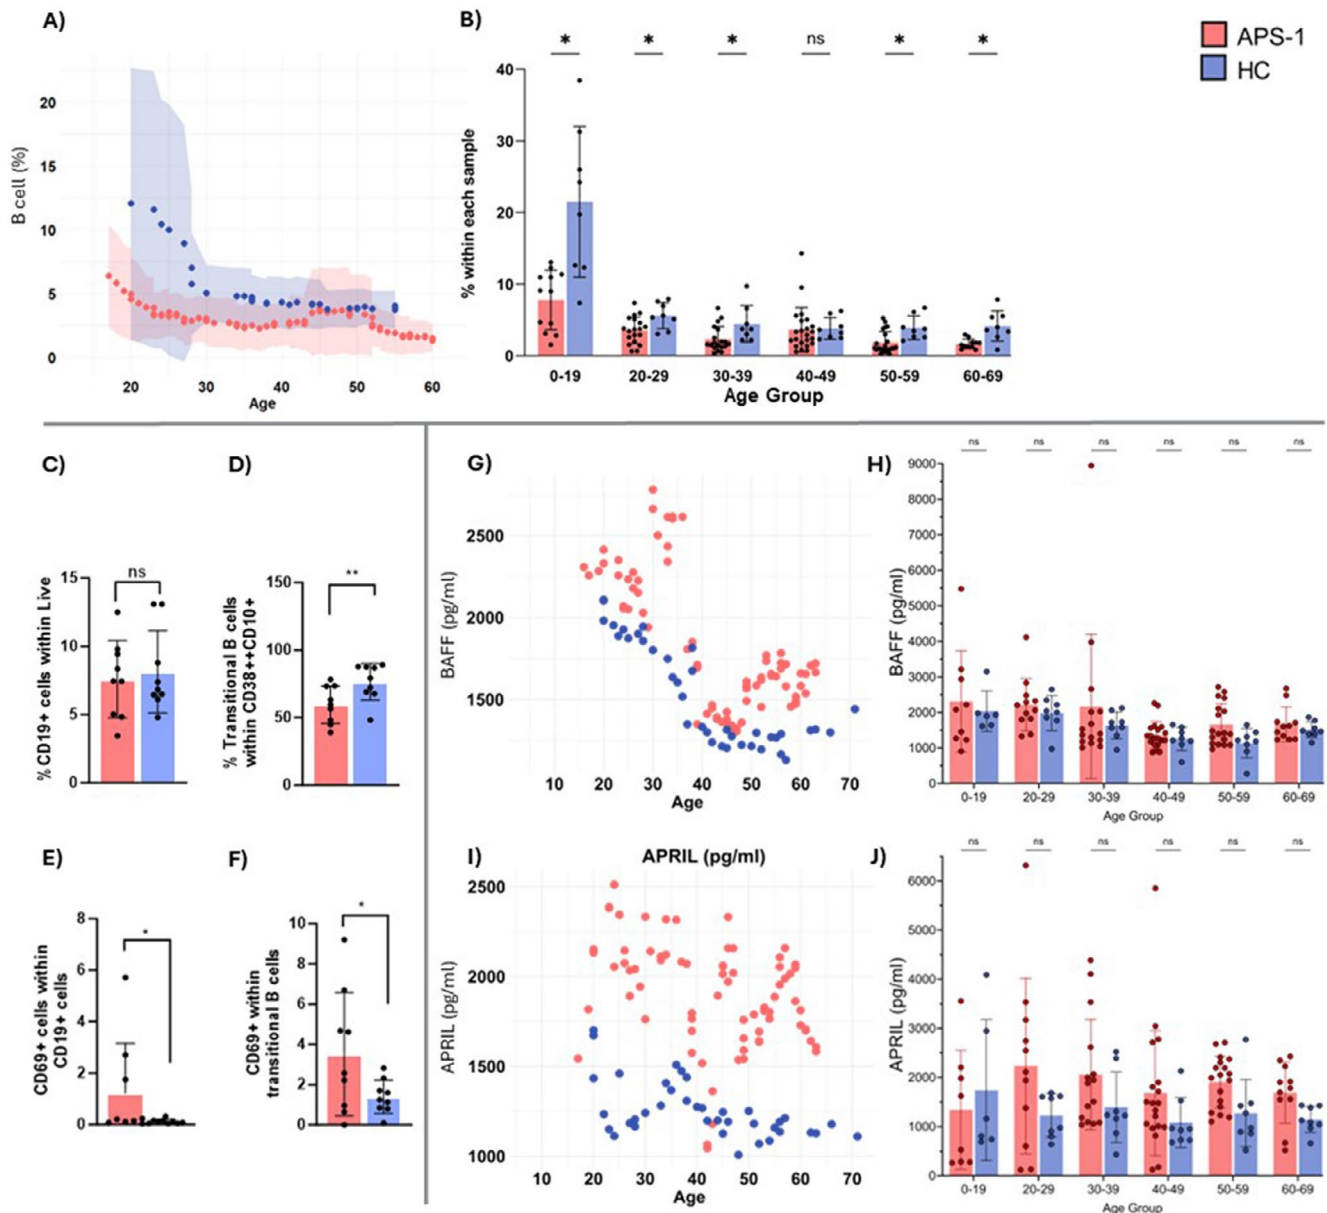 A)
B cell (%)
20
15
10
5
0
20 30 40 50 60
Age
B)
* * * ns * *
% within each sample
40
30
20
10
0
0-19 20-29 30-39 40-49 50-59 60-69
Age Group
APS-1
HC
C)
ns
%CD19+ cells within Live
15
10
5
0
D)
**
% Transitional B cells
within CD38++CD10+
150
100
50
0
E)
*
CD69+ cells within
CD19+ cells
8
6
4
2
0
F)
*
CD69+ within
transitional B cells
10
8
6
4
2
0
G)
BAFF (pg/ml)
2500
2000
1500
10 20 30 40 50 60 71
Age
H)
ns ns ns ns ns ns
BAFF (pg/ml)
9000
8000
7000
6000
5000
4000
3000
2000
1000
0
0-19 20-29 30-39 40-49 50-59 60-69
Age Group
I)
APRIL (pg/ml)
APRIL (pg/ml)
2500
2000
1500
1000
10 20 30 40 50 60 71
Age
J)
ns ns ns ns ns ns
APRIL (pg/ml)
6000
5000
4000
3000
2000
1000
0
0-19 20-29 30-39 40-49 50-59 60-69
Age Group